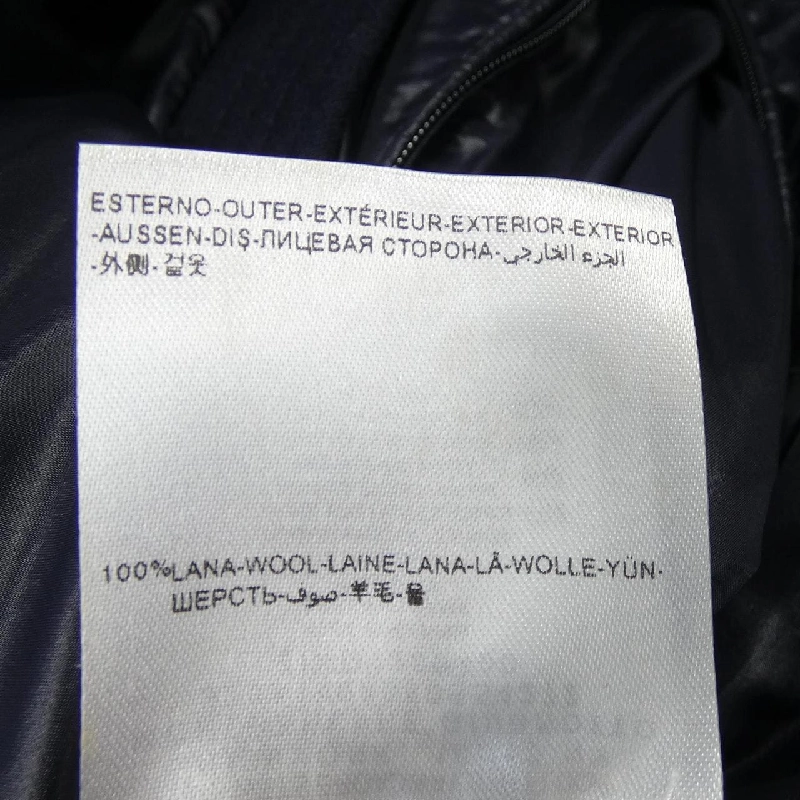 ESTERNO-OUTER-EXTÉRIEUR-EXTERIOR-EXTERIOR
-AUSSEN-DIŞ-ЛИЦЕВАЯ СТОРОНА-الجزء الخارجي
-外側-겉옷
100%LANA-WOOL-LAINE-LANA-LÃ-WOLLE-YÜN-
ШЕРСТЬ-صوف-羊毛-울